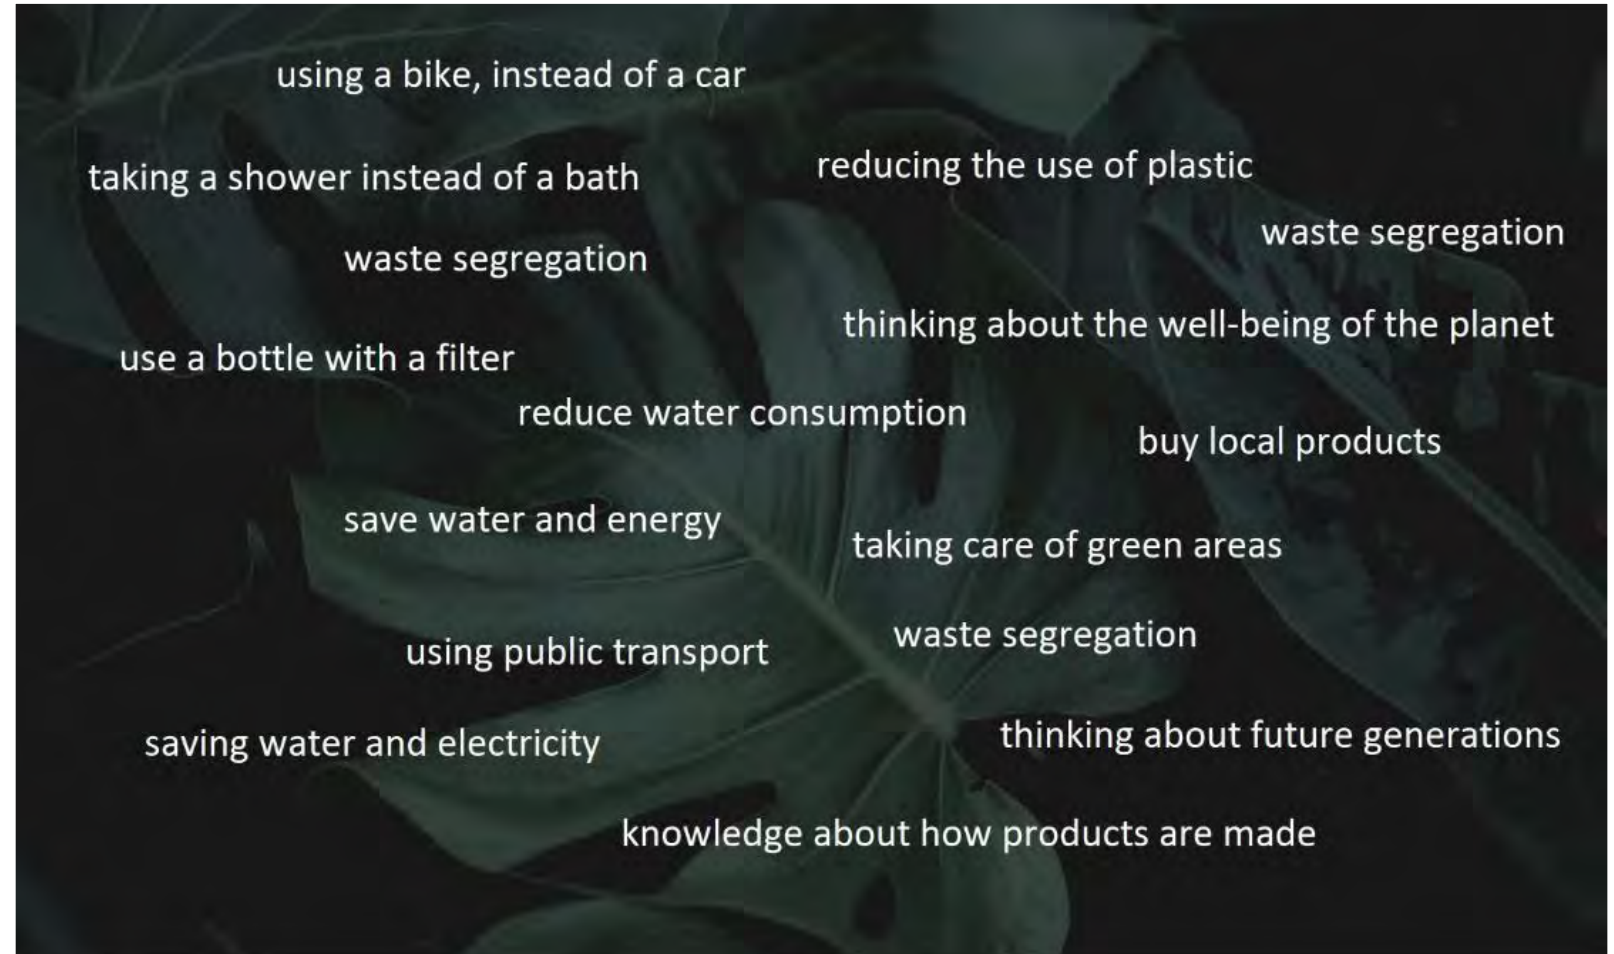 using a bike, instead of a car
taking a shower instead of a bath
reducing the use of plastic
waste segregation
waste segregation
thinking about the well-being of the planet
use a bottle with a filter
reduce water consumption
buy local products
save water and energy
taking care of green areas
waste segregation
using public transport
thinking about future generations
saving water and electricity
knowledge about how products are made